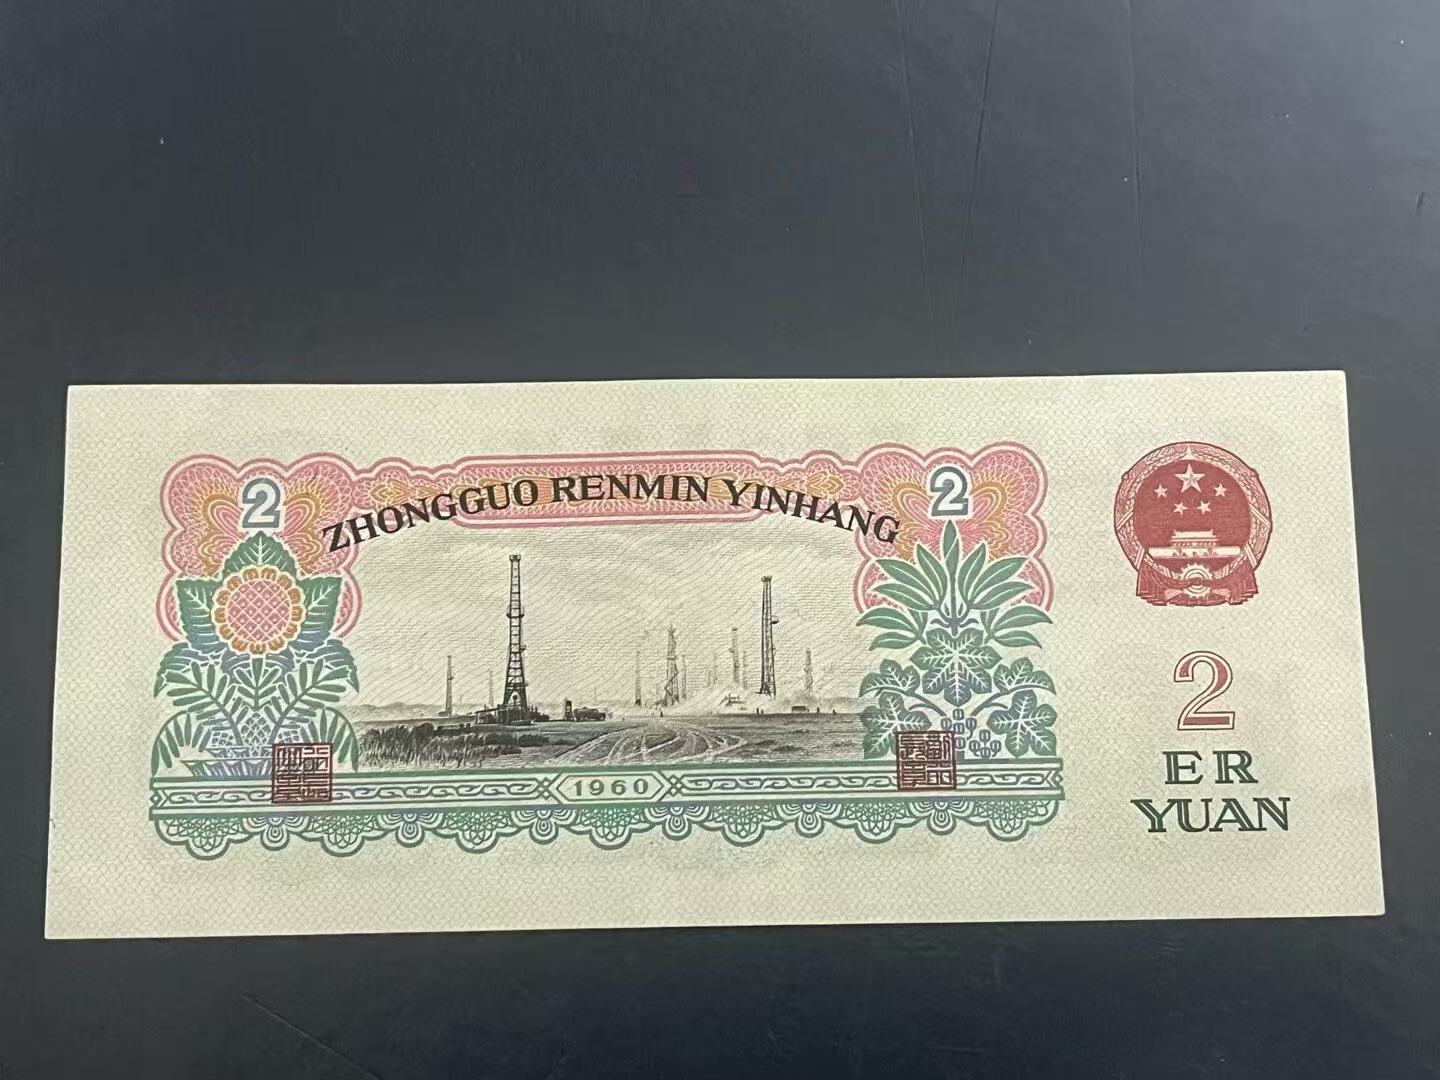 2
ZHONGGUO RENMIN YINHANG
2
1960
2
ER
YUAN